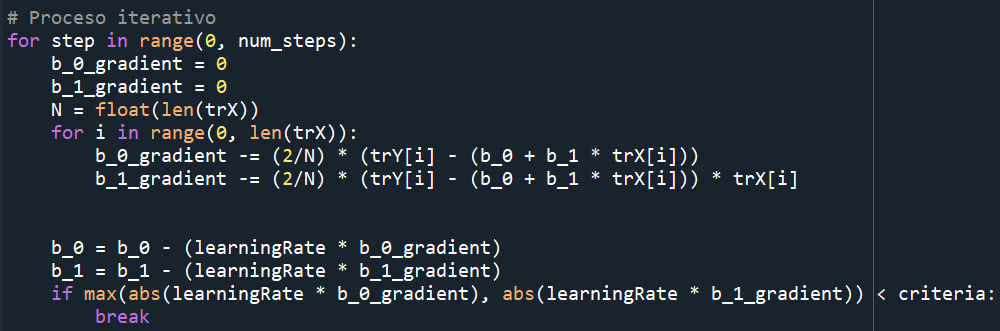 # Proceso iterativo
for step in range(0, num_steps):
    b_0_gradient = 0
    b_1_gradient = 0
    N = float(len(trX))
    for i in range(0, len(trX)):
        b_0_gradient -= (2/N) * (trY[i] - (b_0 + b_1 * trX[i]))
        b_1_gradient -= (2/N) * (trY[i] - (b_0 + b_1 * trX[i])) * trX[i]
    b_0 = b_0 - (learningRate * b_0_gradient)
    b_1 = b_1 - (learningRate * b_1_gradient)
    if max(abs(learningRate * b_0_gradient), abs(learningRate * b_1_gradient)) < criteria:
        break